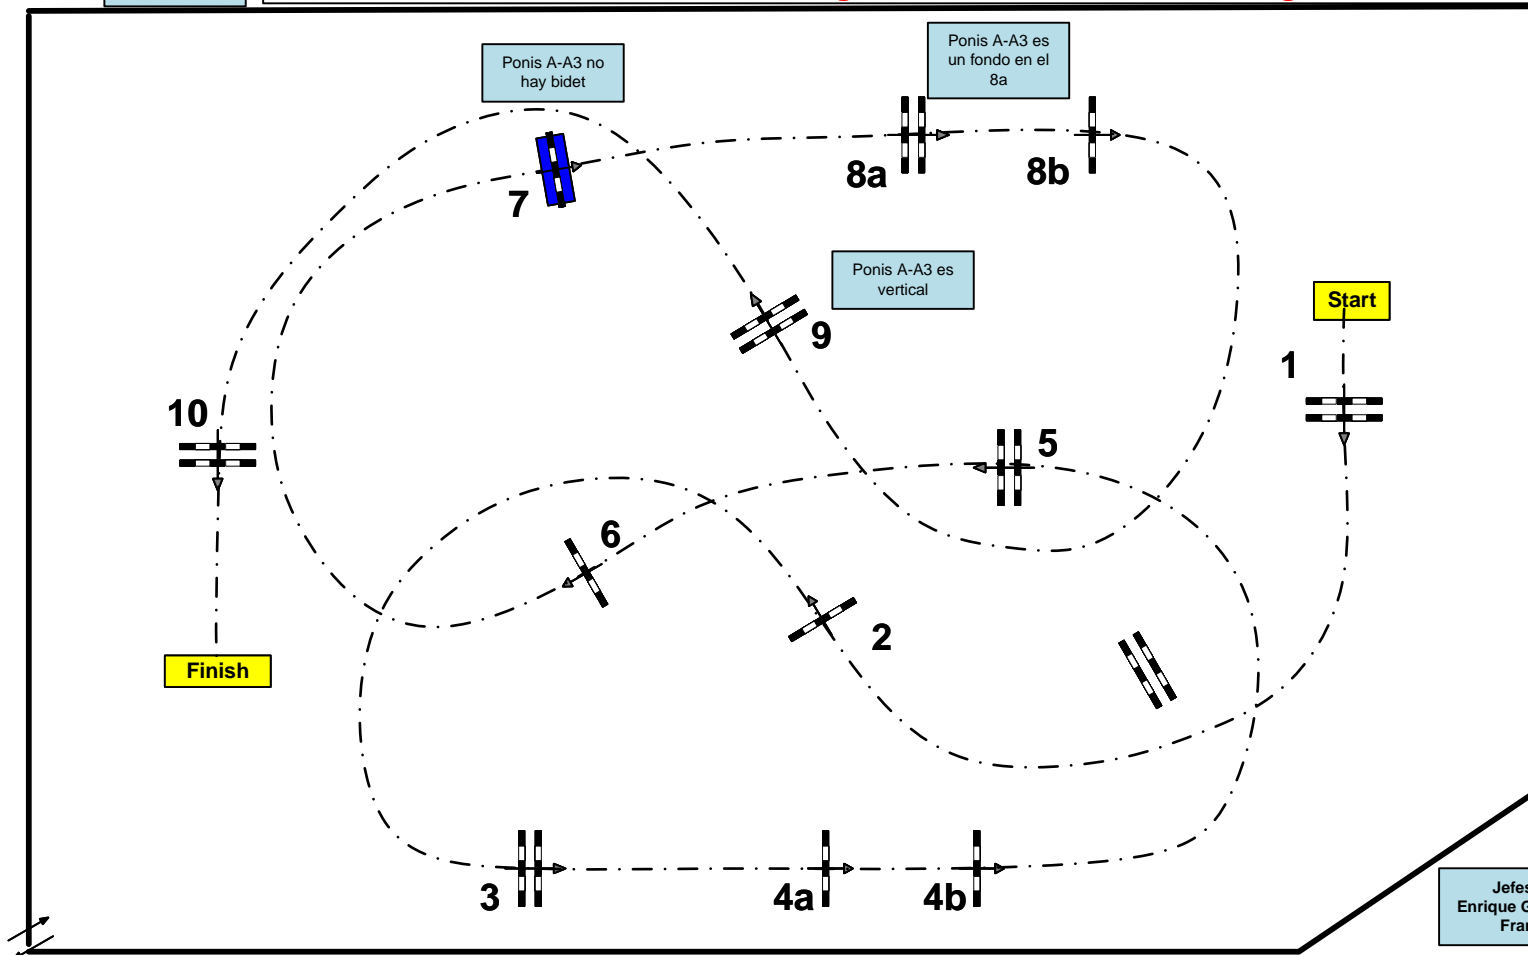 Ponis A-A3 no
hay bidet
Ponis A-A3 es
un fondo en el
8a
7
8a
8b
Ponis A-A3 es
vertical
9
Start
1
10
5
6
2
Finish
3
4a
4b
Jefes
Enrique G
Fran